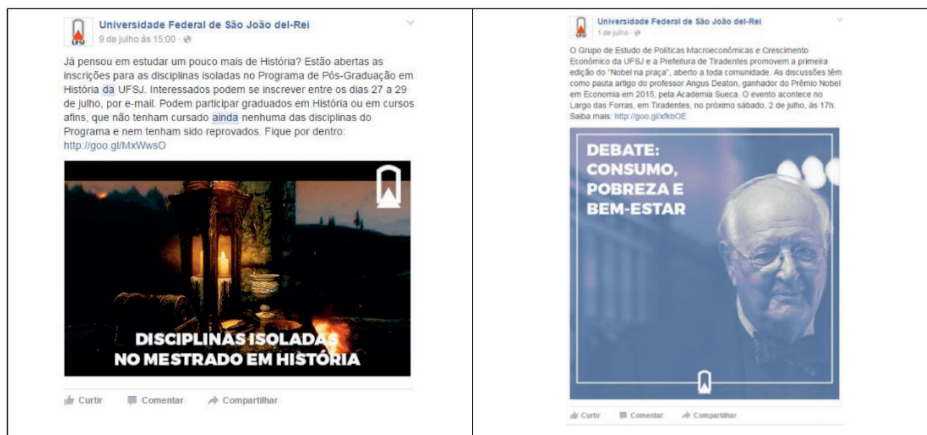 Universidade Federal de São João del-Rei
9 de julho às 15:00
Já pensou em estudar um pouco mais de História? Estão abertas as
inscrições para as disciplinas isoladas no Programa de Pós-Graduação em
História da UFSJ. Interessados podem se inscrever entre os dias 27 a 29
de julho, por e-mail. Podem participar graduados em História ou em cursos
afins, que não tenham cursado ainda nenhuma das disciplinas do
Programa e nem tenham sido reprovados. Fique por dentro:
http://goo.gl/MxWwsO
UFSJ
DISCIPLINAS ISOLADAS
NO MESTRADO EM HISTÓRIA
Curtir Comentar Compartilhar
Universidade Federal de São João del-Rei
1 de julho
O Grupo de Estudo de Políticas Macroeconômicas e Crescimento
Econômico da UFSJ e a Prefeitura de Tiradentes promovem a primeira
edição do "Nobel na praça", aberto a toda comunidade. As discussões têm
como pauta artigo do professor Angus Deaton, ganhador do Prêmio Nobel
em Economia em 2015, pela Academia Sueca. O evento acontece no
Largo das Forras, em Tiradentes, no próximo sábado, 2 de julho, às 17h.
Saiba mais: http://goo.gl/xfkbOE
UFSJ
DEBATE:
CONSUMO,
POBREZA E
BEM-ESTAR
Curtir Comentar Compartilhar